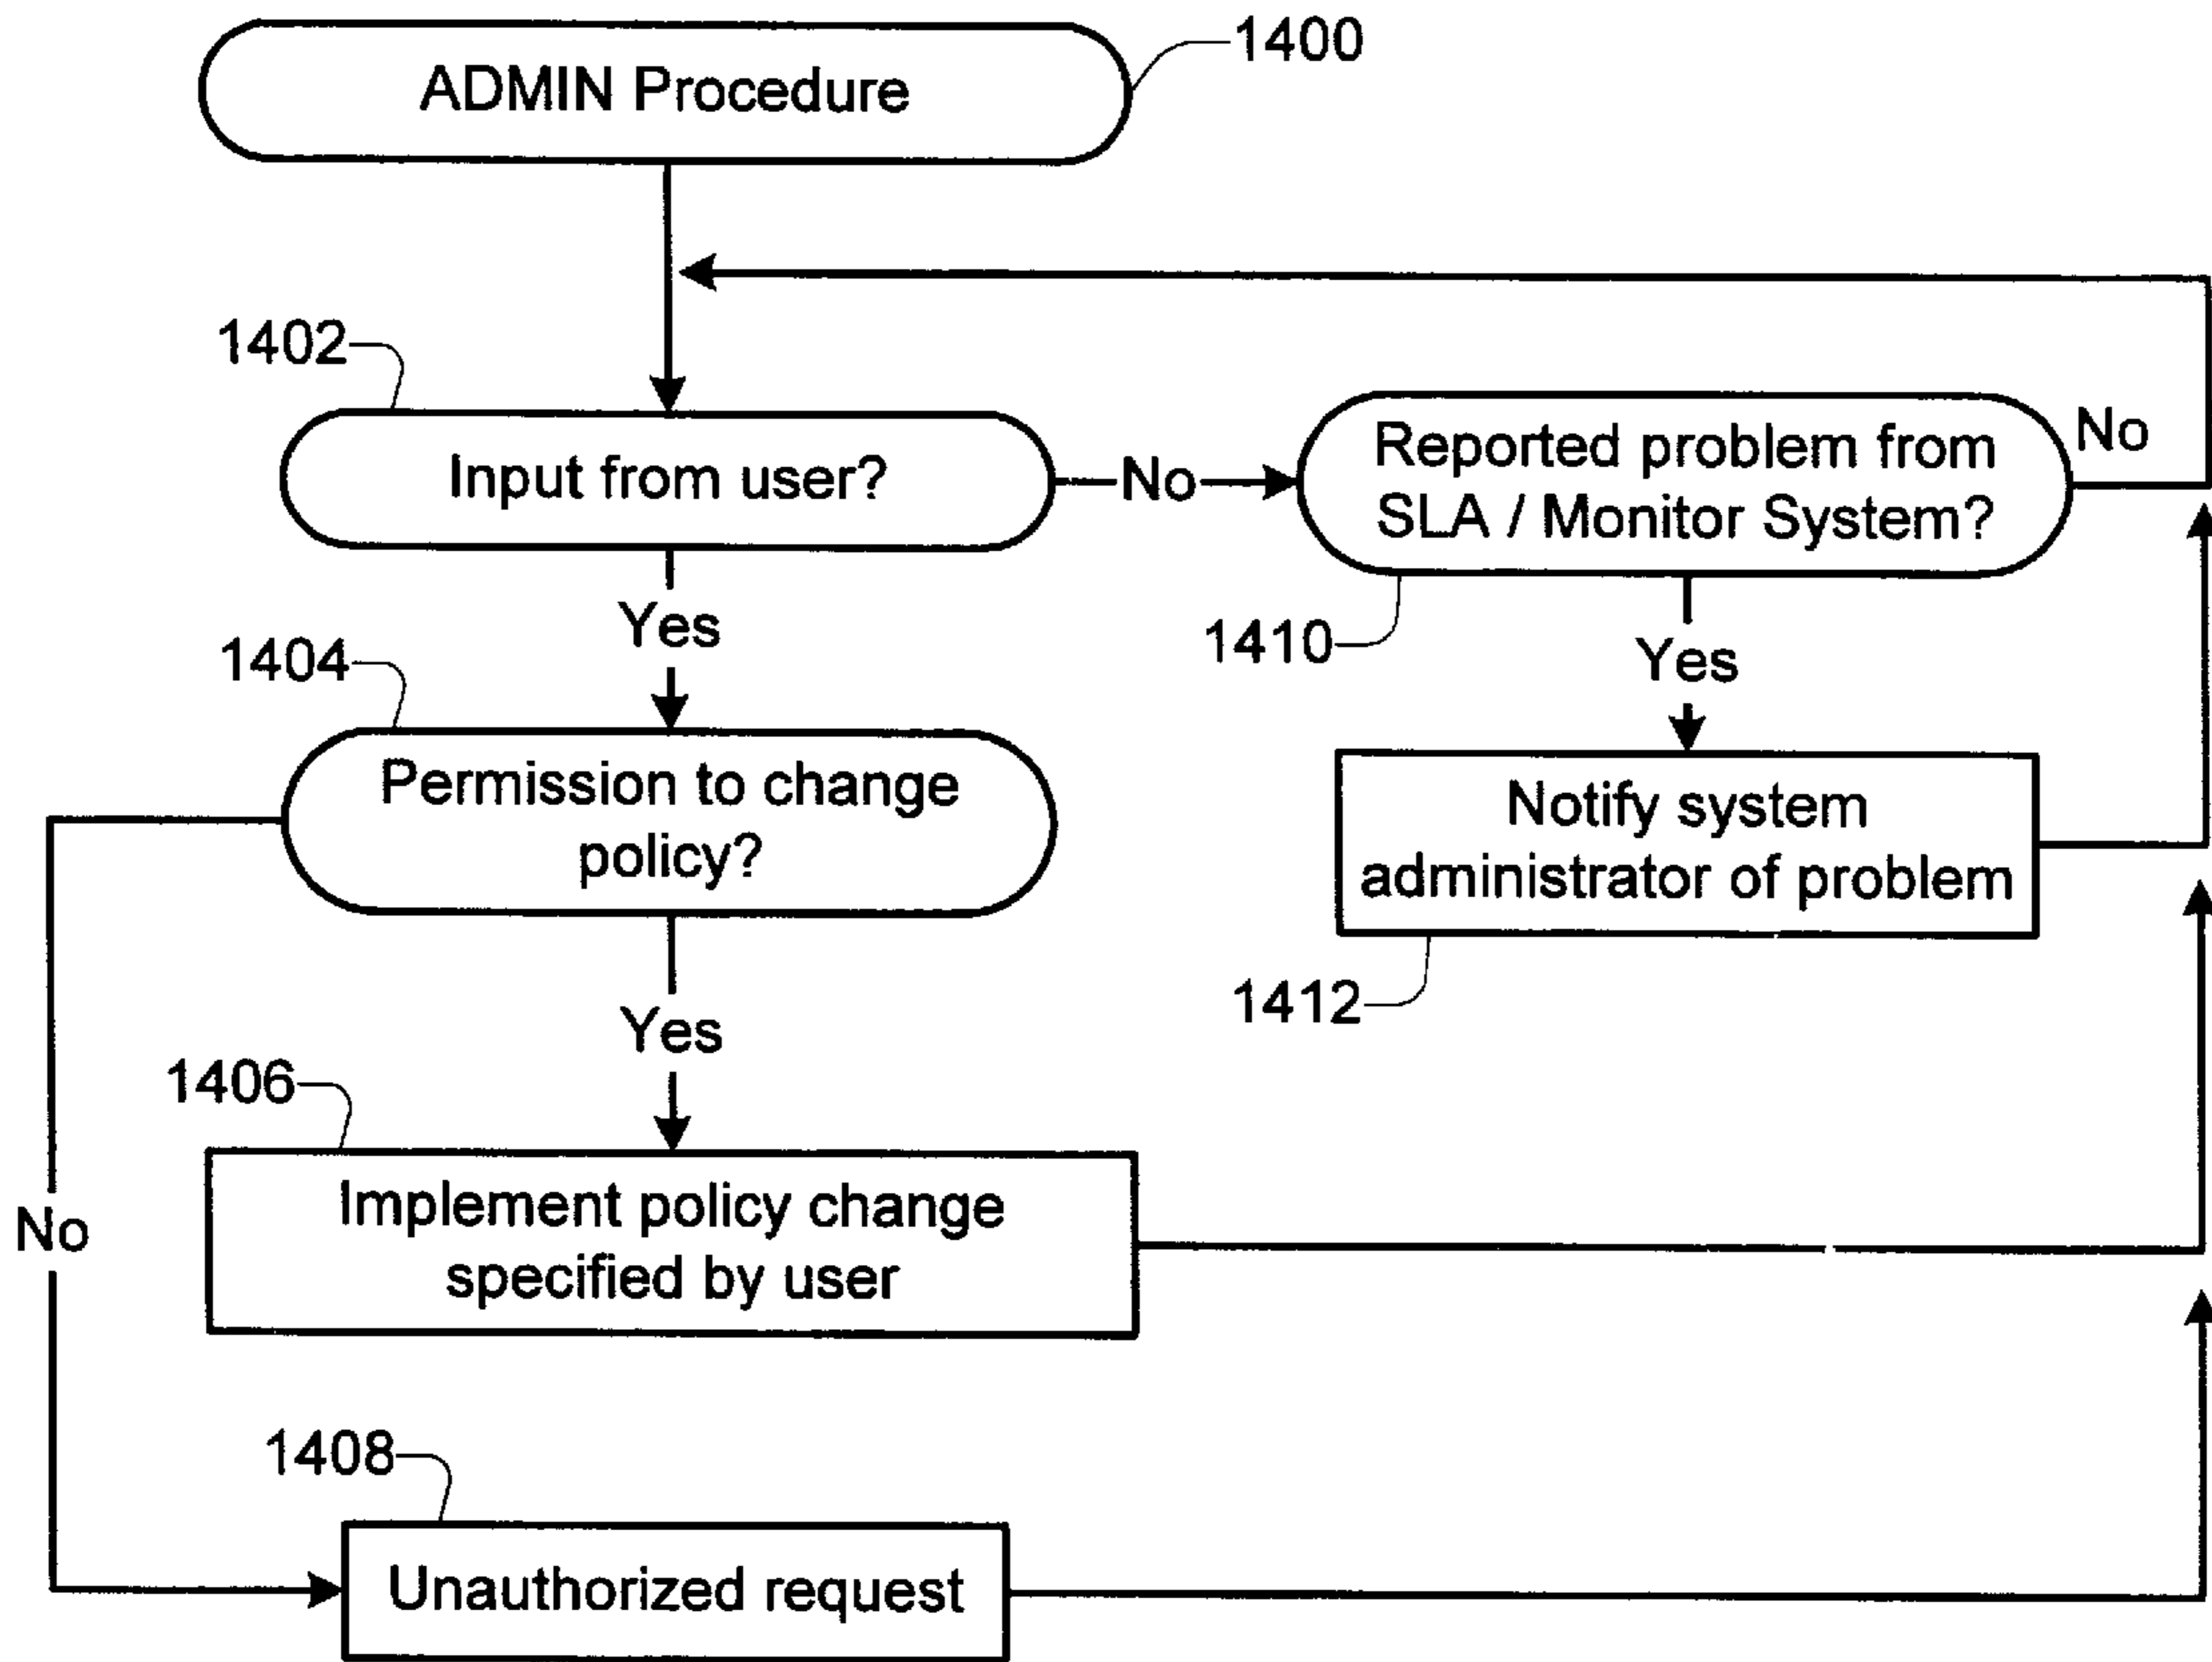 ADMIN Procedure
1400
1402
Input from user?
No
Reported problem from
SLA / Monitor System?
No
Yes
1410
Yes
1404
Permission to change
policy?
Notify system
administrator of problem
1412
Yes
1406
No
Implement policy change
specified by user
1408
Unauthorized request